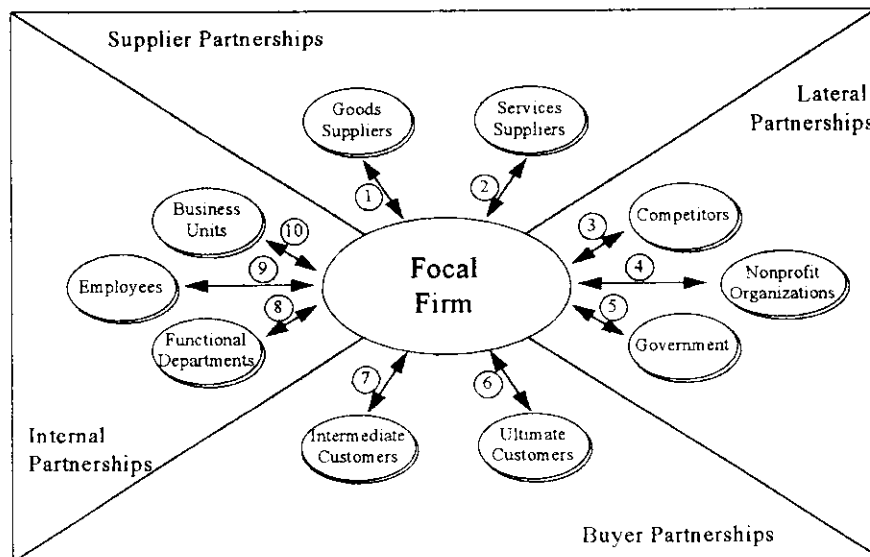 Supplier Partnerships
Lateral
Partnerships
Goods
Suppliers
Services
Suppliers
1
2
Business
Units
10
Competitors
3
Employees
9
Focal
Firm
4
Nonprofit
Organizations
Functional
Departments
8
5
Government
7
6
Internal
Partnerships
Intermediate
Customers
Ultimate
Customers
Buyer Partnerships